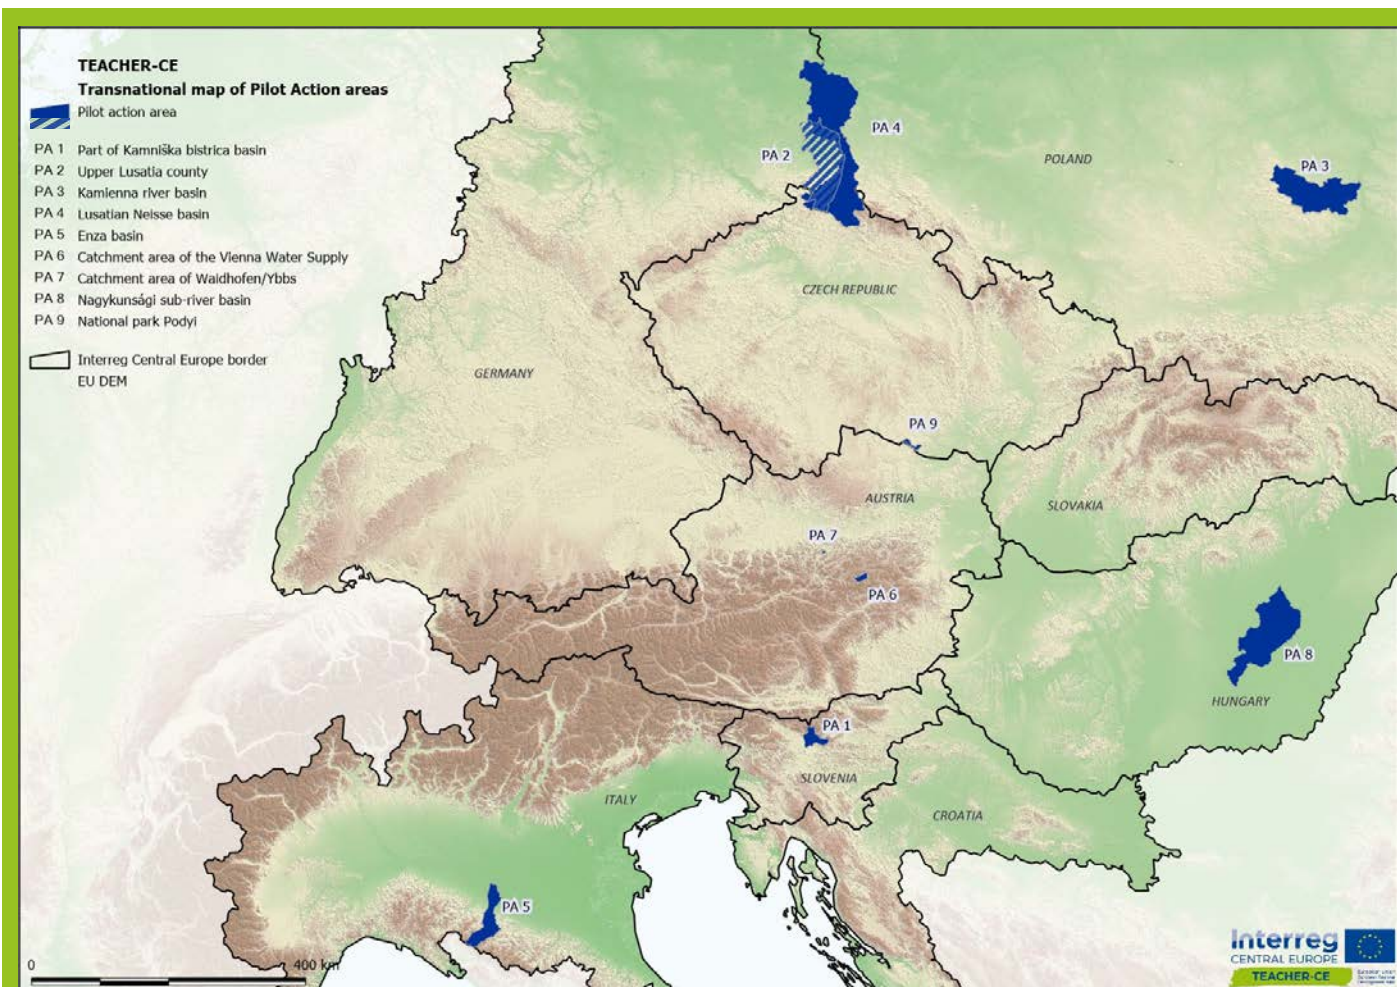 TEACHER-CE
Transnational map of Pilot Action areas
Pilot action area
PA 1 Part of Kamniška bistrica basin
PA 2 Upper Lusatia county
PA 3 Kamienna river basin
PA 4 Lusatian Neisse basin
PA 5 Enza basin
PA 6 Catchment area of the Vienna Water Supply
PA 7 Catchment area of Waidhofen/Ybbs
PA 8 Nagykunsági sub-river basin
PA 9 National park Podyi
Interreg Central Europe border
EU DEM
PA 4
PA 2
POLAND
PA 3
CZECH REPUBLIC
GERMANY
PA 9
AUSTRIA
SLOVAKIA
PA 7
PA 6
PA 8
HUNGARY
PA 1
SLOVENIA
ITALY
CROATIA
PA 5
0 400 km
Interreg
CENTRAL EUROPE
TEACHER-CE